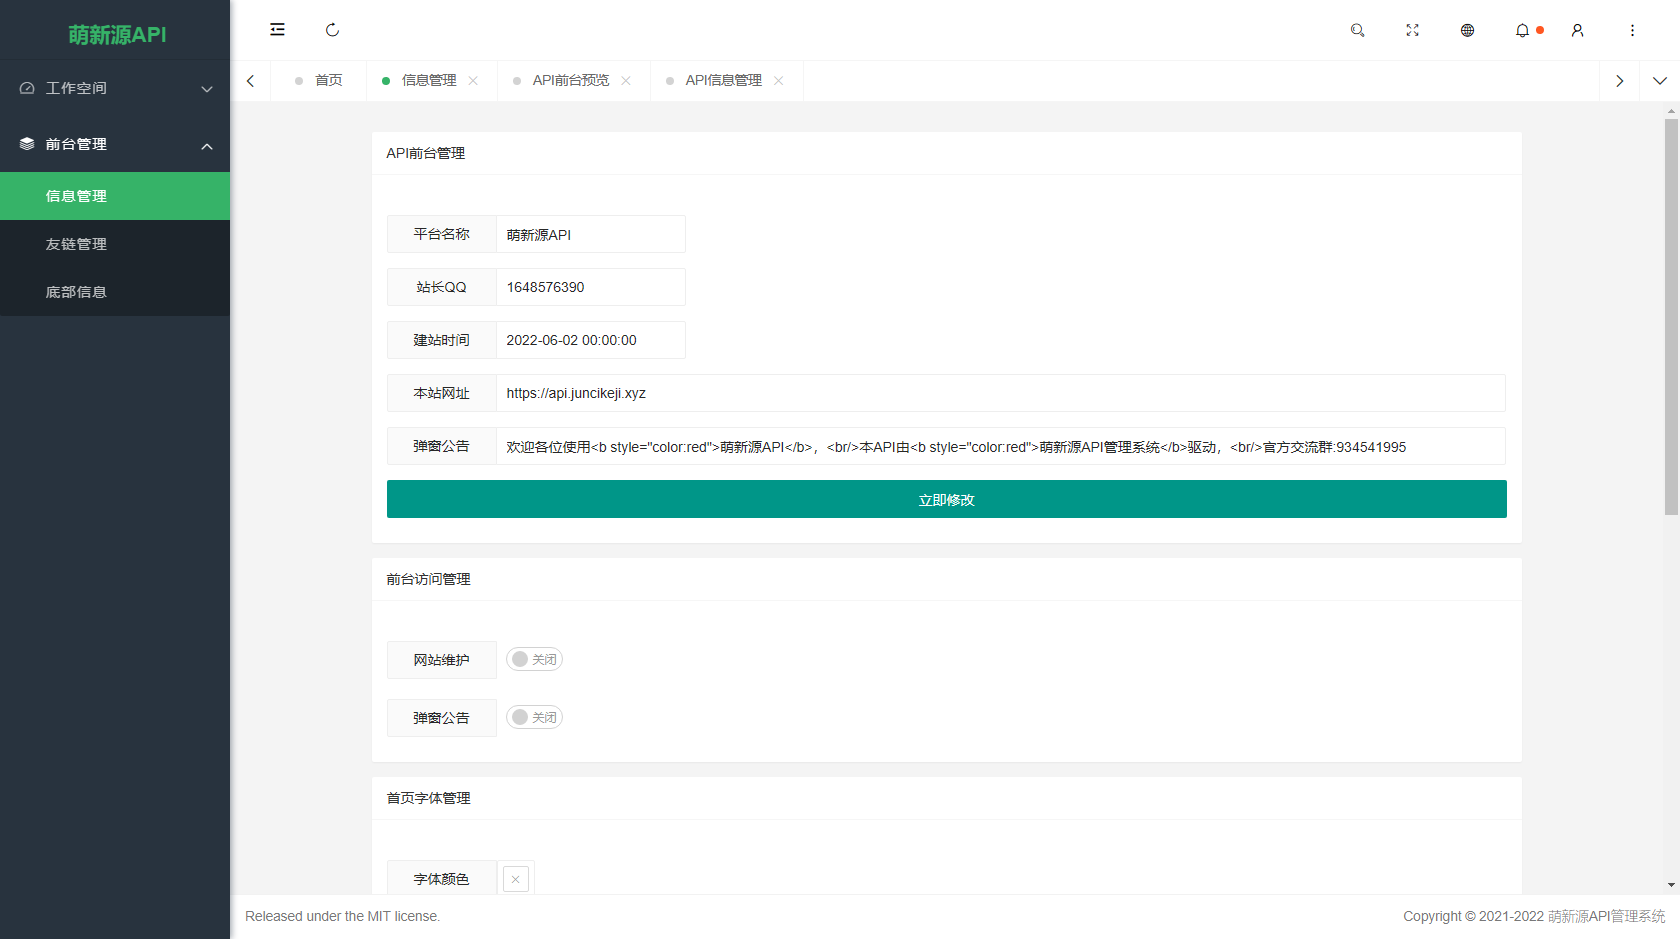 萌新源API
工作空间
前台管理
信息管理
友链管理
底部信息
首页
信息管理
API前台预览
API信息管理
API前台管理
平台名称 萌新源API
站长QQ 1648576390
建站时间 2022-06-02 00:00:00
本站网址 https://api.juncikeji.xyz
弹窗公告 欢迎各位使用<b style="color:red">萌新源API</b>，<br/>本API由<b style="color:red">萌新源API管理系统</b>驱动，<br/>官方交流群:934541995
立即修改
前台访问管理
网站维护 关闭
弹窗公告 关闭
首页字体管理
字体颜色
Released under the MIT license.
Copyright © 2021-2022 萌新源API管理系统